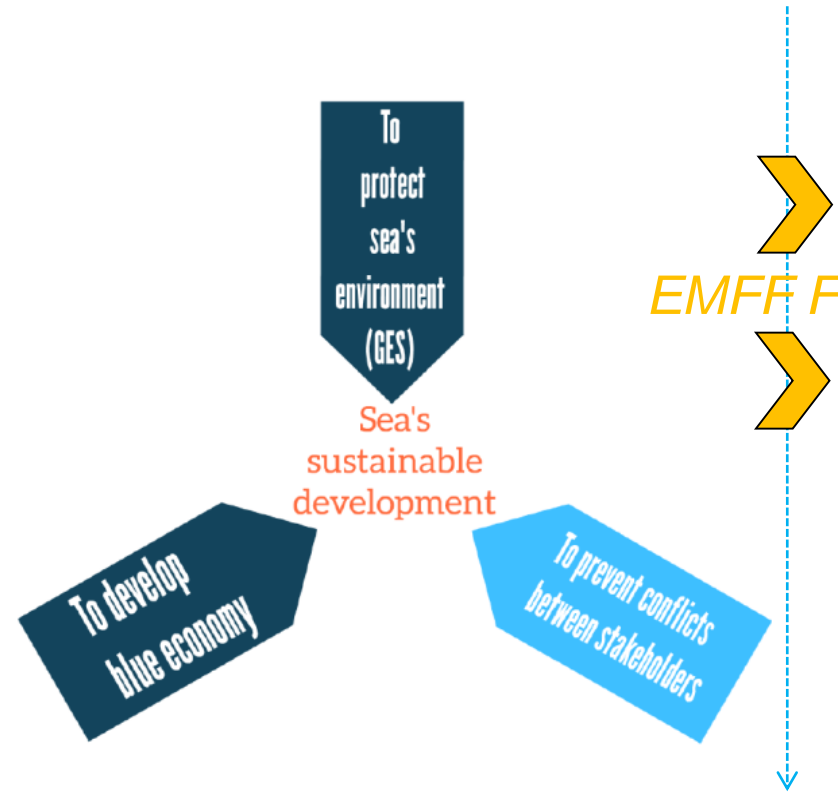 To
protect
sea's
environment
(GES)
EMFF F
Sea's
sustainable
development
To develop
blue economy
To prevent conflicts
between stakeholders